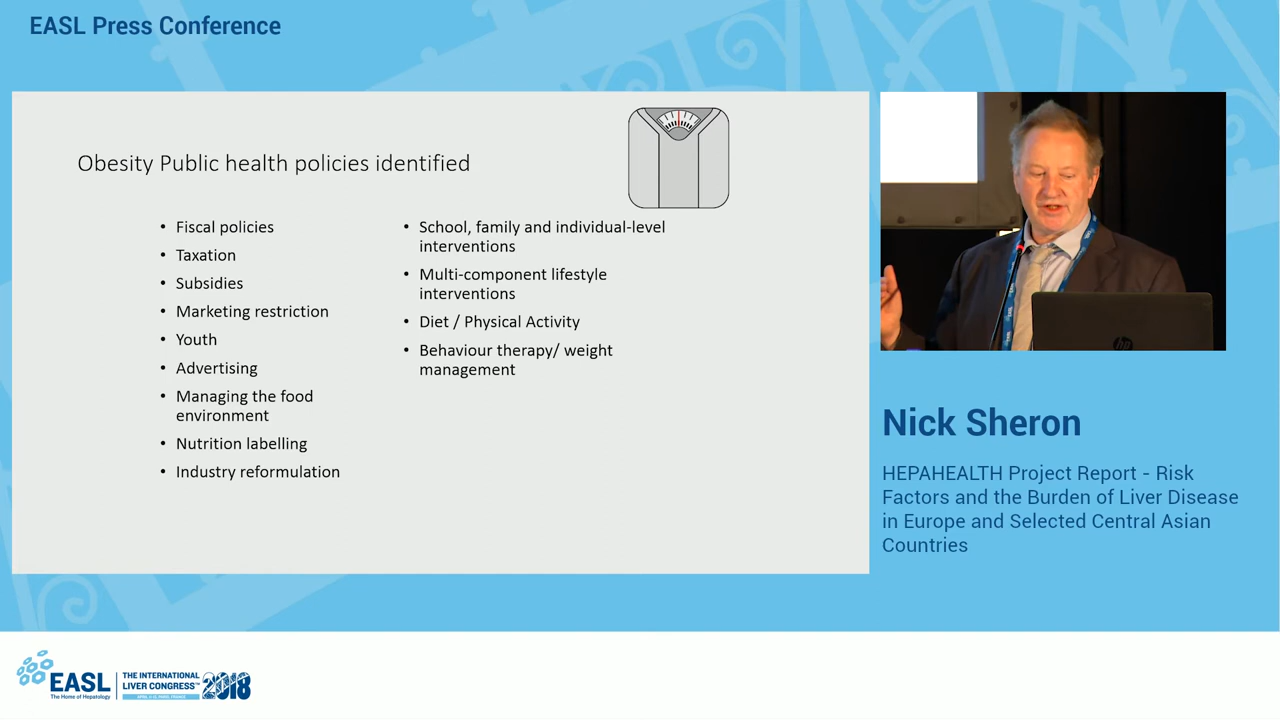 EASL Press Conference
Obesity Public health policies identified
• Fiscal policies
• Taxation
• Subsidies
• Marketing restriction
• Youth
• Advertising
• Managing the food
environment
• Nutrition labelling
• Industry reformulation
• School, family and individual-level
interventions
• Multi-component lifestyle
interventions
• Diet / Physical Activity
• Behaviour therapy/ weight
management
hp
Nick Sheron
HEPAHEALTH Project Report - Risk
Factors and the Burden of Liver Disease
in Europe and Selected Central Asian
Countries
EASL
The Home of Hepatology
THE INTERNATIONAL
LIVER CONGRESS™
2018